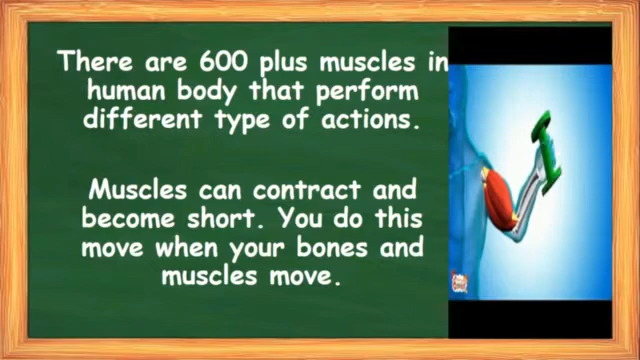 There are 600 plus muscles in
human body that perform
different type of actions.
Muscles can contract and
become short. You do this
move when your bones and
muscles move.